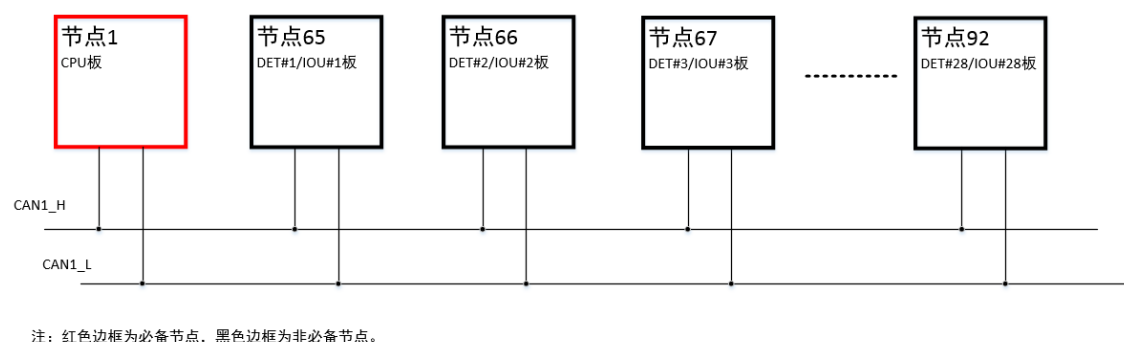 节点1
CPU板
节点65
DET#1/IOU#1板
节点66
DET#2/IOU#2板
节点67
DET#3/IOU#3板
节点92
DET#28/IOU#28板
CAN1_H
CAN1_L
注：红色边框为必备节点，黑色边框为非必备节点。